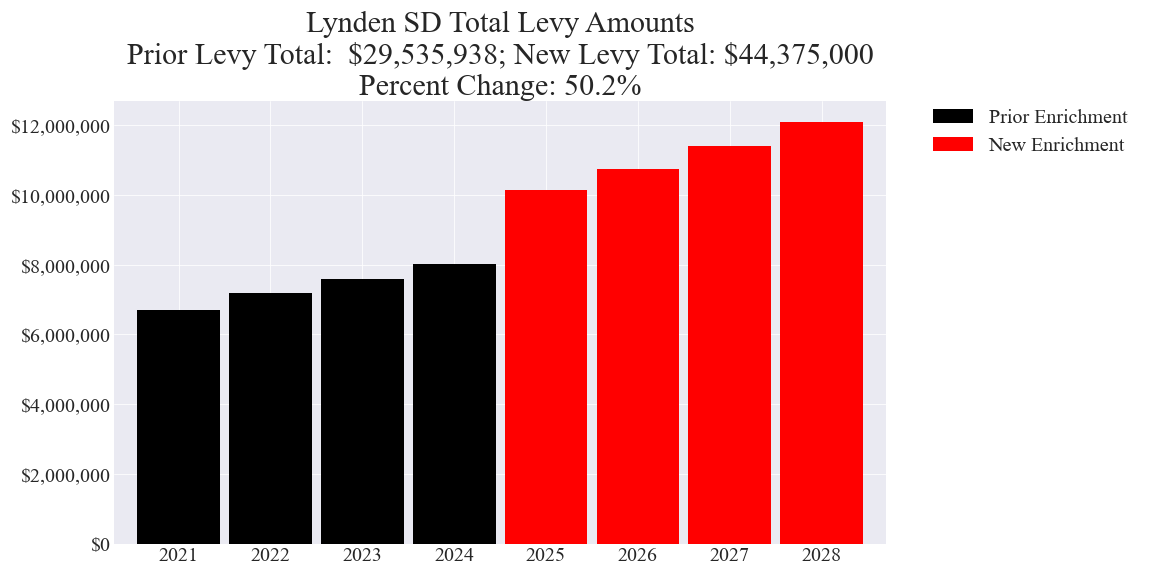 Lynden SD Total Levy Amounts
Prior Levy Total:  $29,535,938; New Levy Total: $44,375,000
Percent Change: 50.2%
$12,000,000
$10,000,000
$8,000,000
$6,000,000
$4,000,000
$2,000,000
$0
2021 2022 2023 2024 2025 2026 2027 2028
Prior Enrichment
New Enrichment